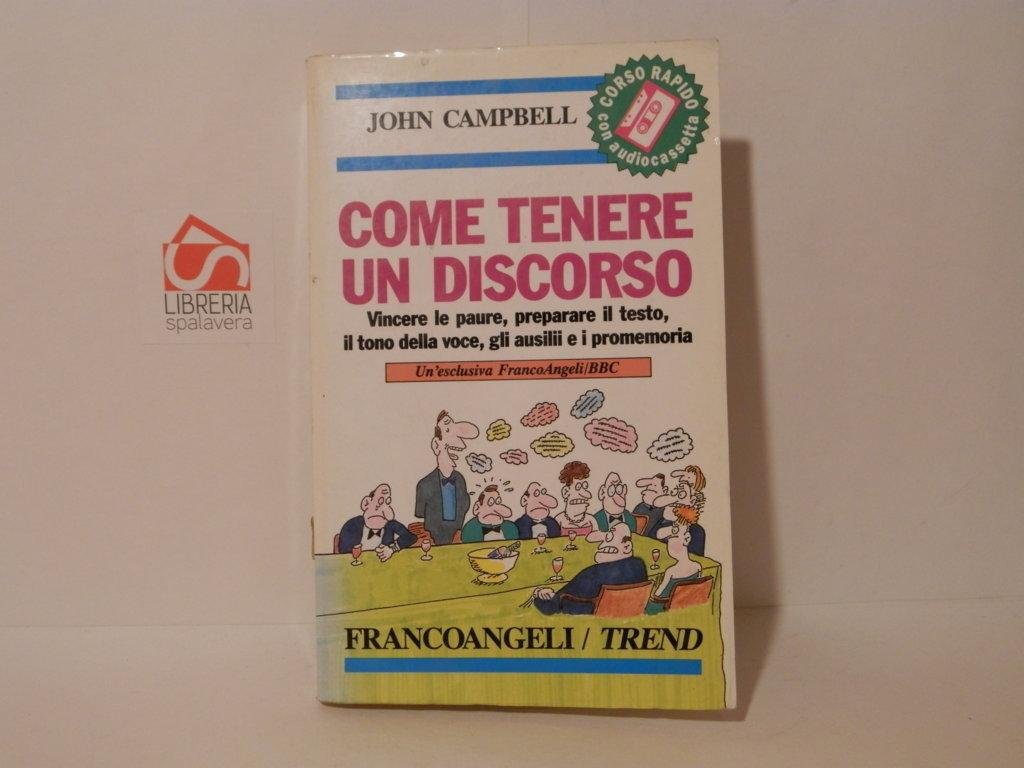 JOHN CAMPBELL
CORSO RAPIDO
con audiocassetta
COME TENERE
UN DISCORSO
Vincere le paure, preparare il testo,
il tono della voce, gli ausilii e i promemoria
Un'esclusiva FrancoAngeli/BBC
FRANCOANGELI / TREND
LIBRERIA
spalavera